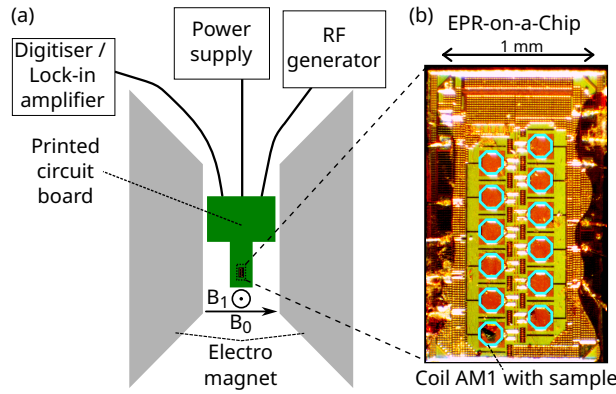 (a)
Digitiser /
Lock-in
amplifier
Power
supply
RF
generator
Printed
circuit
board
B1
B0
Electro
magnet
(b)
EPR-on-a-Chip
1 mm
Coil AM1 with sample